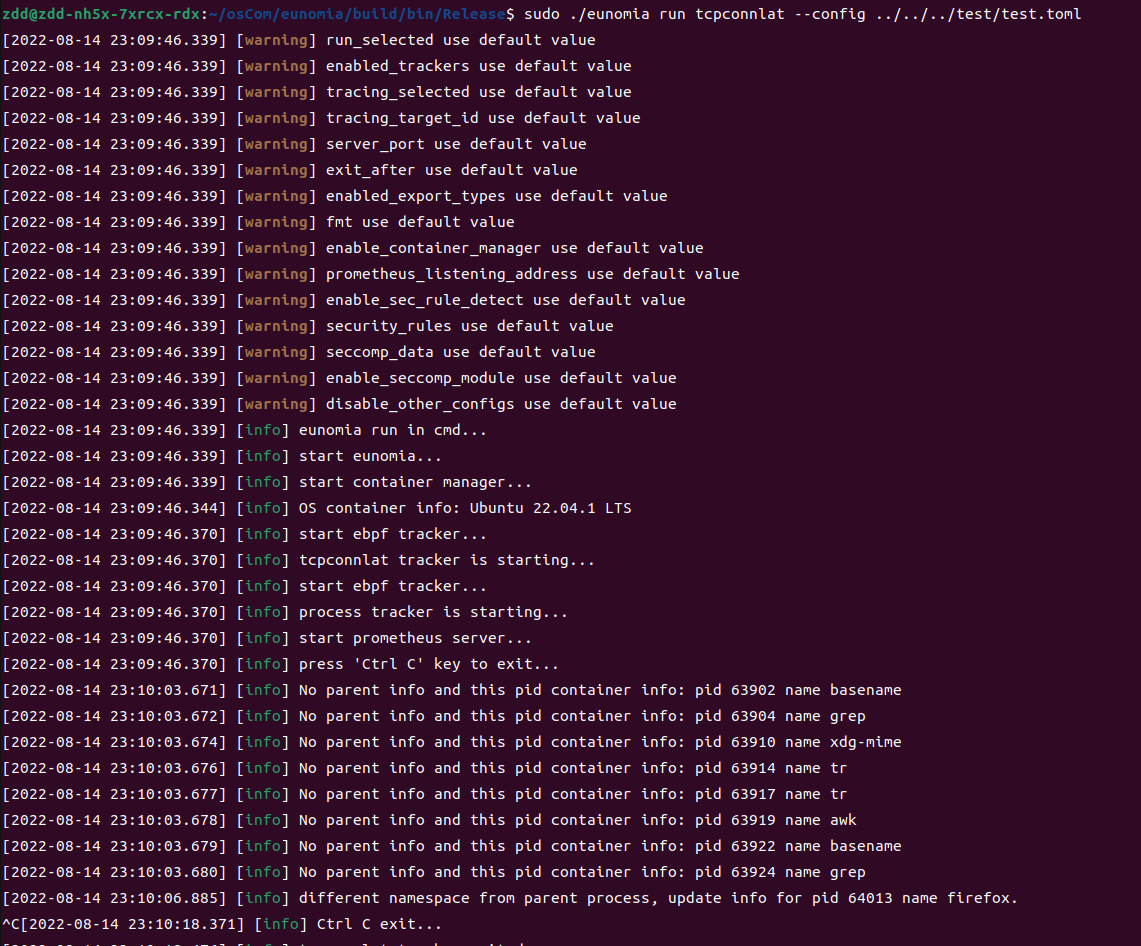 zdd@zdd-nh5x-7xrcx-rdx:~/osCom/eunomia/build/bin/Release$ sudo ./eunomia run tcpconnlat --config ../../../test/test.toml
[2022-08-14 23:09:46.339] [warning] run_selected use default value
[2022-08-14 23:09:46.339] [warning] enabled_trackers use default value
[2022-08-14 23:09:46.339] [warning] tracing_selected use default value
[2022-08-14 23:09:46.339] [warning] tracing_target_id use default value
[2022-08-14 23:09:46.339] [warning] server_port use default value
[2022-08-14 23:09:46.339] [warning] exit_after use default value
[2022-08-14 23:09:46.339] [warning] enabled_export_types use default value
[2022-08-14 23:09:46.339] [warning] fmt use default value
[2022-08-14 23:09:46.339] [warning] enable_container_manager use default value
[2022-08-14 23:09:46.339] [warning] prometheus_listening_address use default value
[2022-08-14 23:09:46.339] [warning] enable_sec_rule_detect use default value
[2022-08-14 23:09:46.339] [warning] security_rules use default value
[2022-08-14 23:09:46.339] [warning] seccomp_data use default value
[2022-08-14 23:09:46.339] [warning] enable_seccomp_module use default value
[2022-08-14 23:09:46.339] [warning] disable_other_configs use default value
[2022-08-14 23:09:46.339] [info] eunomia run in cmd...
[2022-08-14 23:09:46.339] [info] start eunomia...
[2022-08-14 23:09:46.339] [info] start container manager...
[2022-08-14 23:09:46.344] [info] OS container info: Ubuntu 22.04.1 LTS
[2022-08-14 23:09:46.370] [info] start ebpf tracker...
[2022-08-14 23:09:46.370] [info] tcpconnlat tracker is starting...
[2022-08-14 23:09:46.370] [info] start ebpf tracker...
[2022-08-14 23:09:46.370] [info] process tracker is starting...
[2022-08-14 23:09:46.370] [info] start prometheus server...
[2022-08-14 23:09:46.370] [info] press 'Ctrl C' key to exit...
[2022-08-14 23:10:03.671] [info] No parent info and this pid container info: pid 63902 name basename
[2022-08-14 23:10:03.672] [info] No parent info and this pid container info: pid 63904 name grep
[2022-08-14 23:10:03.674] [info] No parent info and this pid container info: pid 63910 name xdg-mime
[2022-08-14 23:10:03.676] [info] No parent info and this pid container info: pid 63914 name tr
[2022-08-14 23:10:03.677] [info] No parent info and this pid container info: pid 63917 name tr
[2022-08-14 23:10:03.678] [info] No parent info and this pid container info: pid 63919 name awk
[2022-08-14 23:10:03.679] [info] No parent info and this pid container info: pid 63922 name basename
[2022-08-14 23:10:03.680] [info] No parent info and this pid container info: pid 63924 name grep
[2022-08-14 23:10:06.885] [info] different namespace from parent process, update info for pid 64013 name firefox.
^C[2022-08-14 23:10:18.371] [info] Ctrl C exit...